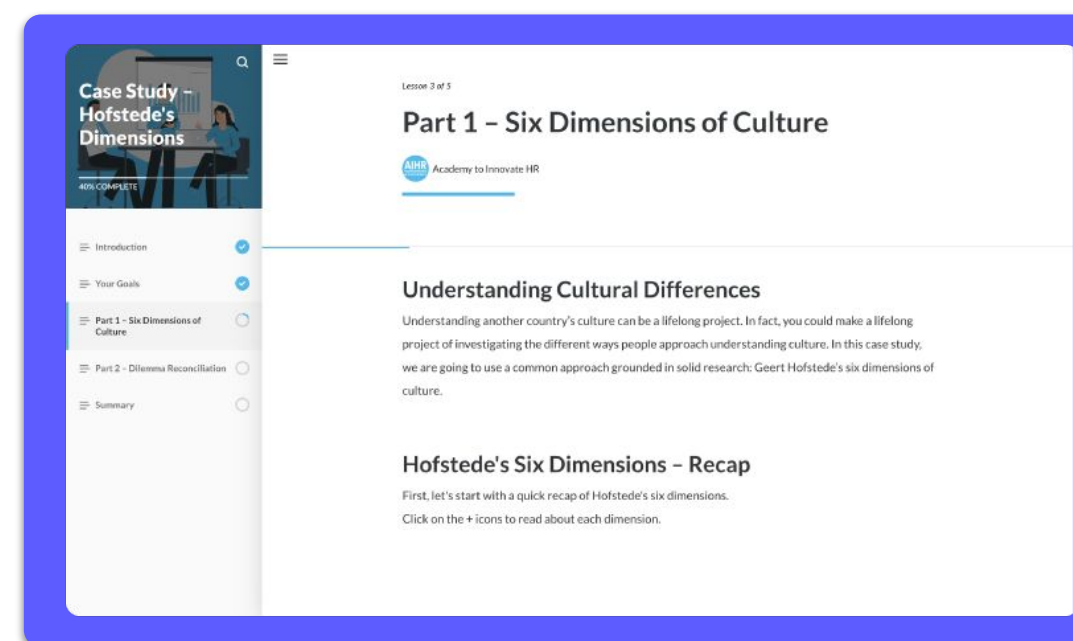 Case Study –
Hofstede's
Dimensions
40% COMPLETE
Introduction
Your Goals
Part 1 – Six Dimensions of
Culture
Part 2 – Dilemma Reconciliation
Summary
Lesson 3 of 5
Part 1 – Six Dimensions of Culture
AIHR
Academy to Innovate HR
Understanding Cultural Differences
Understanding another country's culture can be a lifelong project. In fact, you could make a lifelong
project of investigating the different ways people approach understanding culture. In this case study,
we are going to use a common approach grounded in solid research: Geert Hofstede's six dimensions of
culture.
Hofstede's Six Dimensions – Recap
First, let's start with a quick recap of Hofstede's six dimensions.
Click on the + icons to read about each dimension.